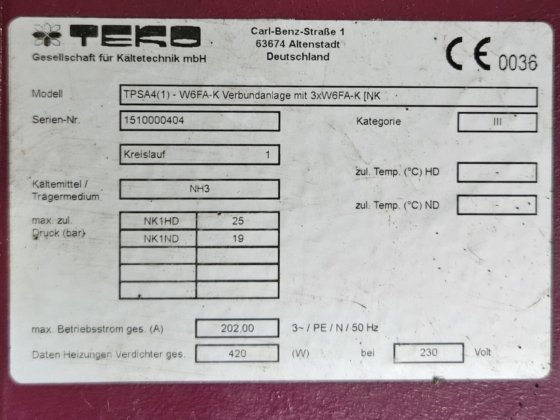 TEKO
Gesellschaft für Kältetechnik mbH
Carl-Benz-Straße 1
63674 Altenstadt
Deutschland
CE 0036
Modell TPSA4(1) - W6FA-K Verbundanlage mit 3xW6FA-K [NK
Serien-Nr. 1510000404 Kategorie III
Kreislauf 1 zul. Temp. (°C) HD -
Kältemittel / Trägermedium NH3 zul. Temp. (°C) ND -
max. zul. Druck (bar) NK1HD 25
NK1ND 19
max. Betriebsstrom ges. (A) 202,00 3~ / PE / N / 50 Hz
Daten Heizungen Verdichter ges. 420 (W) bei 230 Volt